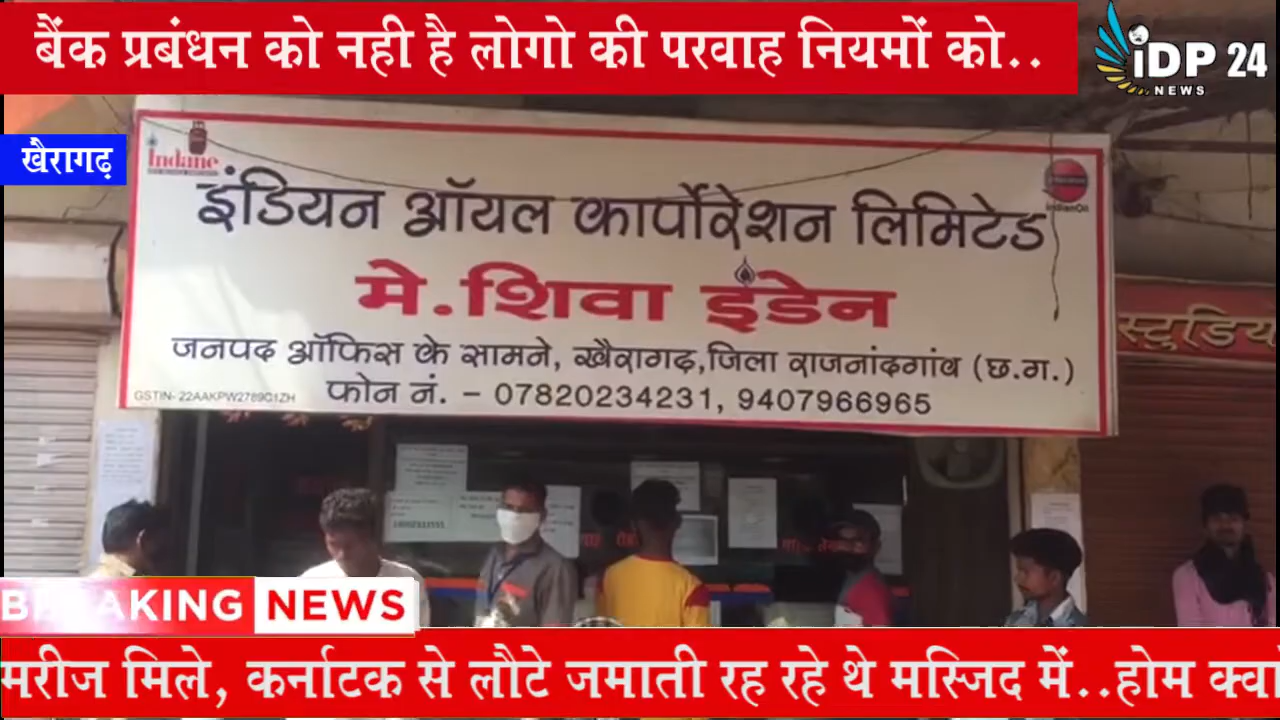 बैंक प्रबंधन को नही है लोगो की परवाह नियमों को..
iDP 24
NEWS
खैरागढ़
Indane
IndianOil
इंडियन ऑयल कार्पोरेशन लिमिटेड
मे.शिवा इंडेन
जनपद ऑफिस के सामने, खैरागढ़,जिला राजनांदगांव (छ.ग.)
GSTIN- 22AAKPW2789C1ZH
फोन नं. - 07820234231, 9407966965
स्टूडियो
BREAKING NEWS
मरीज मिले, कर्नाटक से लौटे जमाती रह रहे थे मस्जिद में..होम क्वा